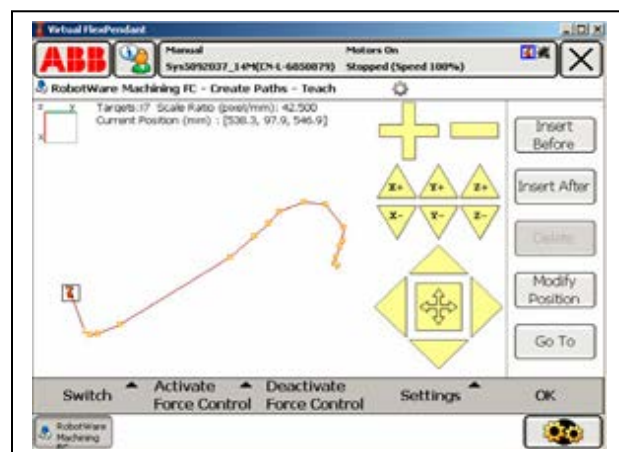 Virtual FlexPendant
ABB
Manual
Motors On
Sys5092037_14M(CN-L-6050079)
Stopped (Speed 100%)
RobotWare Machining FC - Create Paths - Teach
Z Y
Targets:17 Scale Ratio (pixel/mm): 42.500
X
Current Position (mm) : [538.3, 97.9, 546.9]
Insert
Before
X+ Y+ Z+
Insert After
X- Y- Z-
Delete
Modify
Position
Go To
Switch
Activate
Force Control
Deactivate
Force Control
Settings
OK
RobotWare
Machining
FC